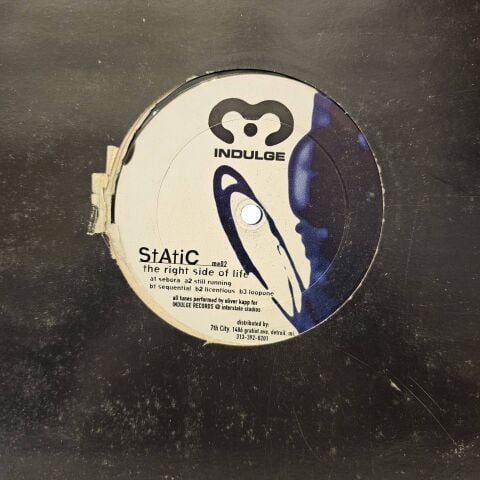 INDULGE
StAtiC me02
the right side of life
a1 sebora a2 still running
b1 sequential b2 licentious b3 loopone
all tunes performed by oliver kapp for
INDULGE RECORDS @ interstate studios
distributed by:
7th City, 1486 gratiot ave. detroit, mi
313-392-0201